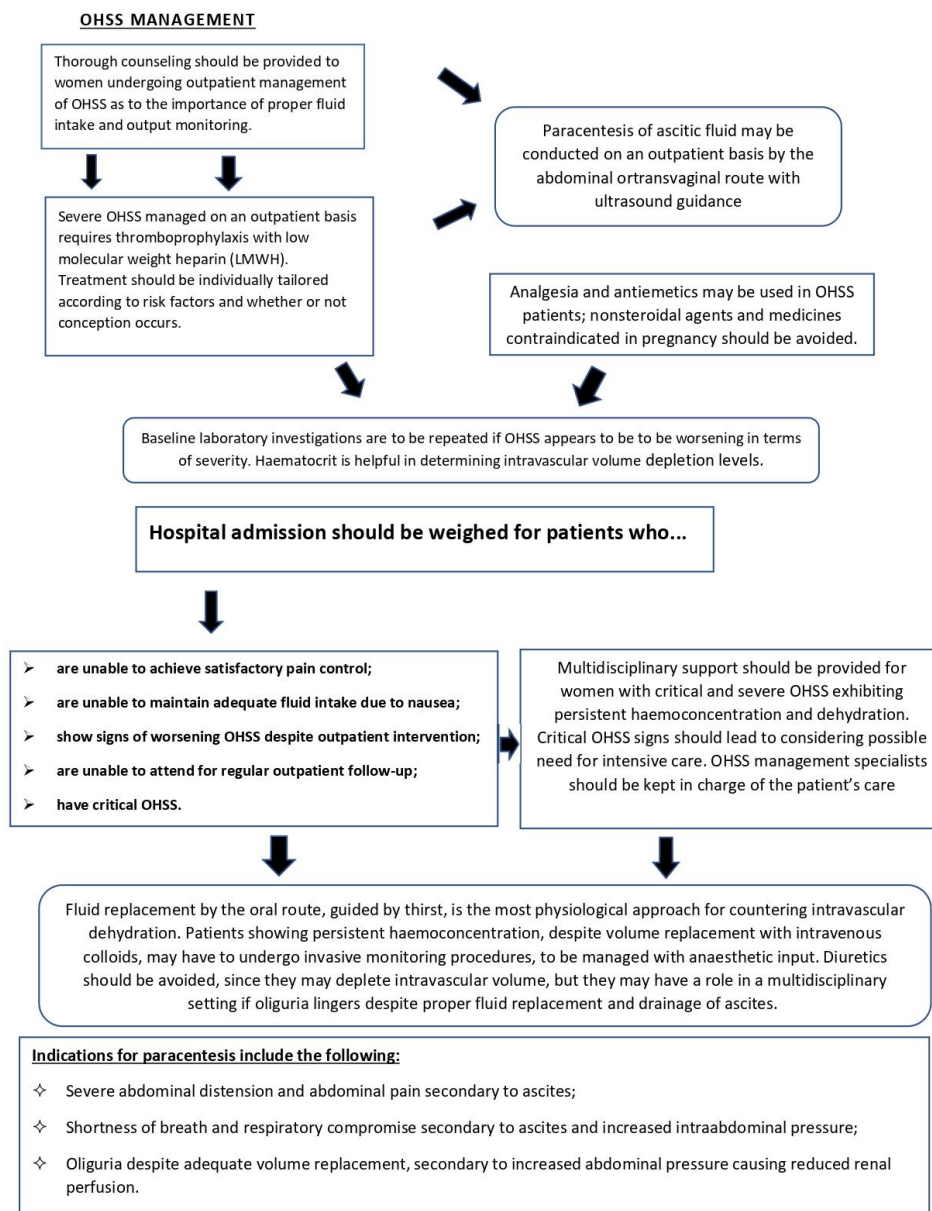 OHSS MANAGEMENT
Thorough counseling should be provided to
women undergoing outpatient management
of OHSS as to the importance of proper fluid
intake and output monitoring.
Paracentesis of ascitic fluid may be
conducted on an outpatient basis by the
abdominal ortransvaginal route with
ultrasound guidance
Severe OHSS managed on an outpatient basis
requires thromboprophylaxis with low
molecular weight heparin (LMWH).
Treatment should be individually tailored
according to risk factors and whether or not
conception occurs.
Analgesia and antiemetics may be used in OHSS
patients; nonsteroidal agents and medicines
contraindicated in pregnancy should be avoided.
Baseline laboratory investigations are to be repeated if OHSS appears to be to be worsening in terms
of severity. Haematocrit is helpful in determining intravascular volume depletion levels.
Hospital admission should be weighed for patients who...
➢ are unable to achieve satisfactory pain control;
➢ are unable to maintain adequate fluid intake due to nausea;
➢ show signs of worsening OHSS despite outpatient intervention;
➢ are unable to attend for regular outpatient follow-up;
➢ have critical OHSS.
Multidisciplinary support should be provided for
women with critical and severe OHSS exhibiting
persistent haemoconcentration and dehydration.
Critical OHSS signs should lead to considering possible
need for intensive care. OHSS management specialists
should be kept in charge of the patient’s care
Fluid replacement by the oral route, guided by thirst, is the most physiological approach for countering intravascular
dehydration. Patients showing persistent haemoconcentration, despite volume replacement with intravenous
colloids, may have to undergo invasive monitoring procedures, to be managed with anaesthetic input. Diuretics
should be avoided, since they may deplete intravascular volume, but they may have a role in a multidisciplinary
setting if oliguria lingers despite proper fluid replacement and drainage of ascites.
Indications for paracentesis include the following:
✧ Severe abdominal distension and abdominal pain secondary to ascites;
✧ Shortness of breath and respiratory compromise secondary to ascites and increased intraabdominal pressure;
✧ Oliguria despite adequate volume replacement, secondary to increased abdominal pressure causing reduced renal
perfusion.